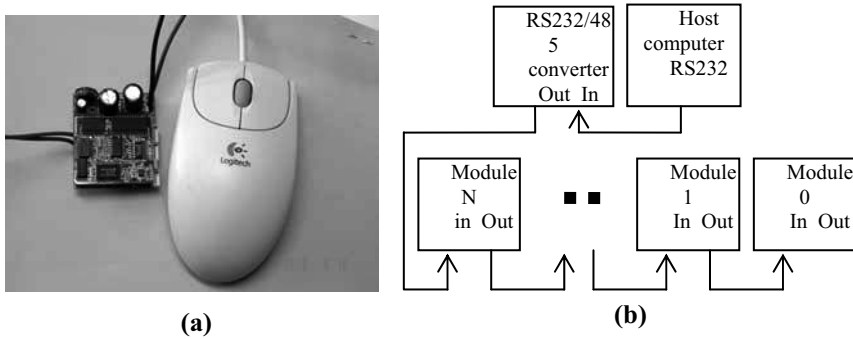 Logitech
(a)
RS232/48
5
converter
Out In
Host
computer
RS232
Module
N
in Out
Module
1
In Out
Module
0
In Out
(b)